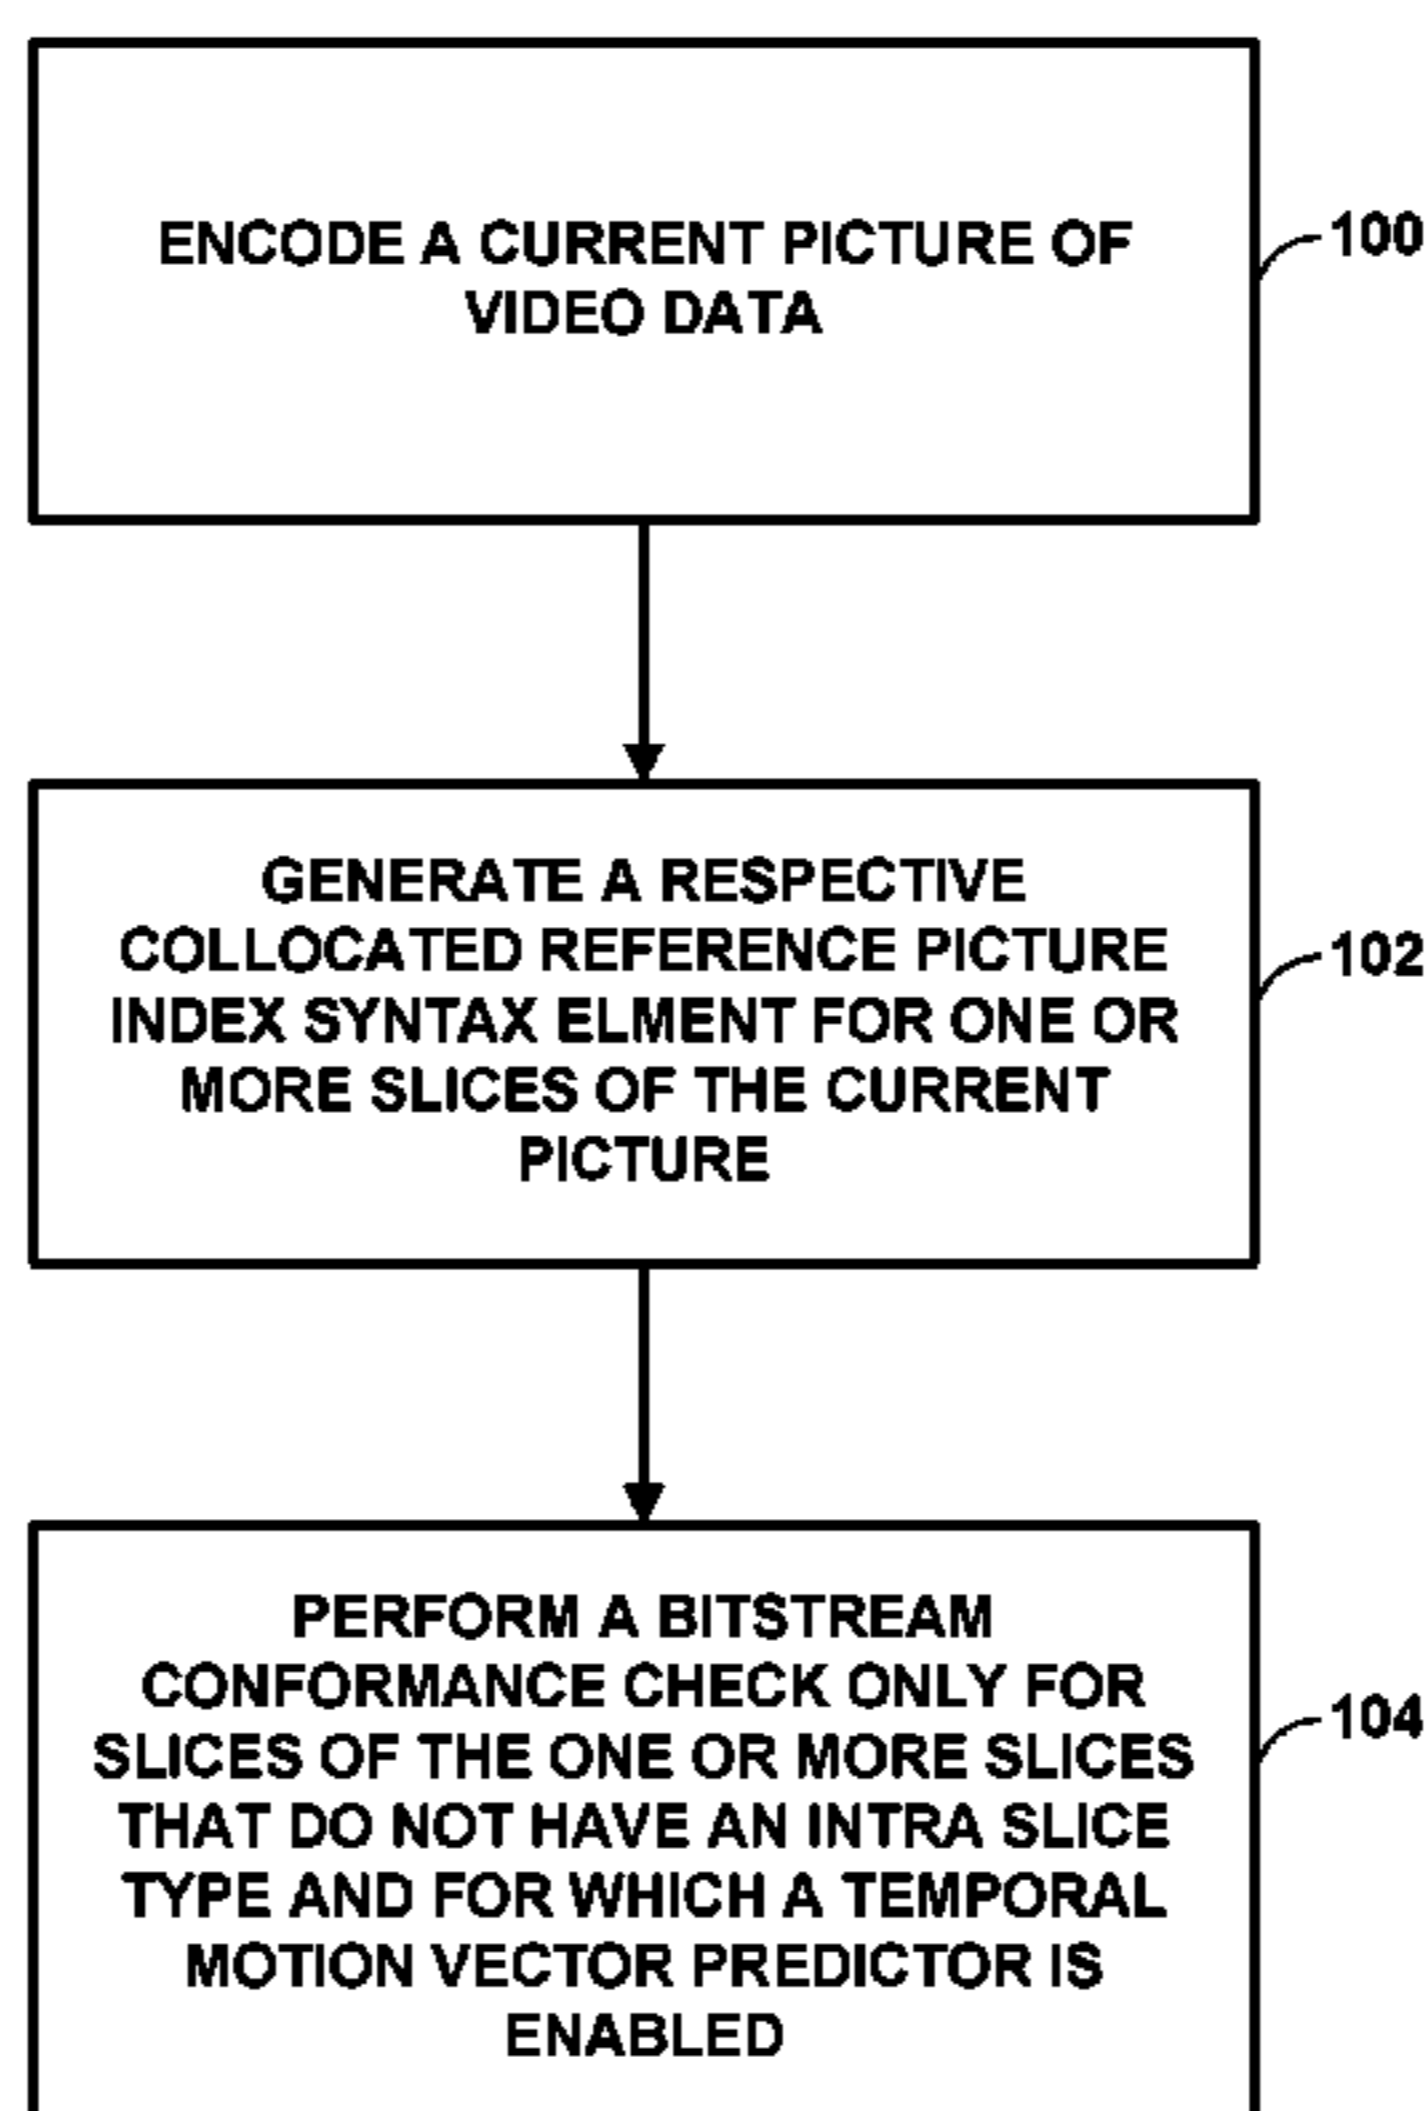 ENCODE A CURRENT PICTURE OF
VIDEO DATA
100
GENERATE A RESPECTIVE
COLLOCATED REFERENCE PICTURE
INDEX SYNTAX ELMENT FOR ONE OR
MORE SLICES OF THE CURRENT
PICTURE
102
PERFORM A BITSTREAM
CONFORMANCE CHECK ONLY FOR
SLICES OF THE ONE OR MORE SLICES
THAT DO NOT HAVE AN INTRA SLICE
TYPE AND FOR WHICH A TEMPORAL
MOTION VECTOR PREDICTOR IS
ENABLED
104